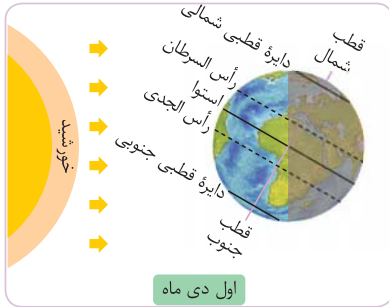 قطب
شمال
دایرهٔ قطبی شمالی
رأس السرطان
استوا
رأس الجدی
دایرهٔ قطبی جنوبی
قطب
جنوب
خورشید
اول دی ماه